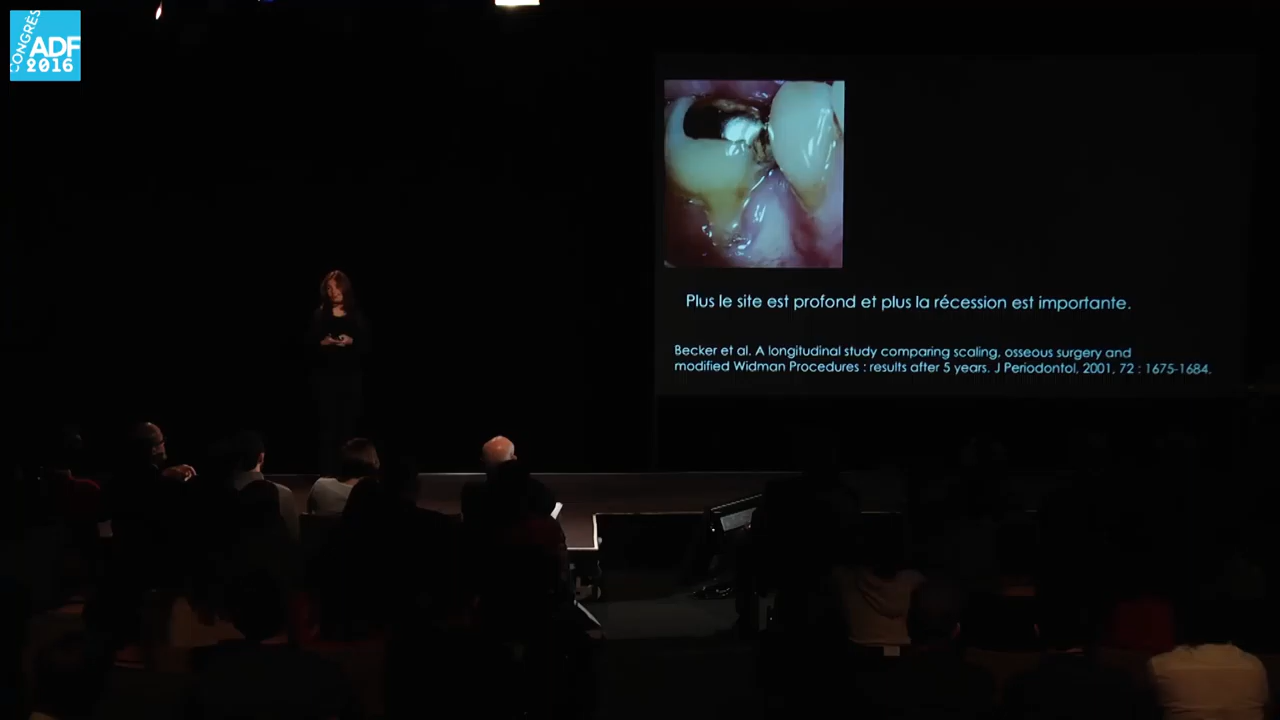 CONGRÈS
ADF
2016
Plus le site est profond et plus la récession est importante.
Becker et al. A longitudinal study comparing scaling, osseous surgery and
modified Widman Procedures : results after 5 years. J Periodontol, 2001, 72 : 1675-1684.